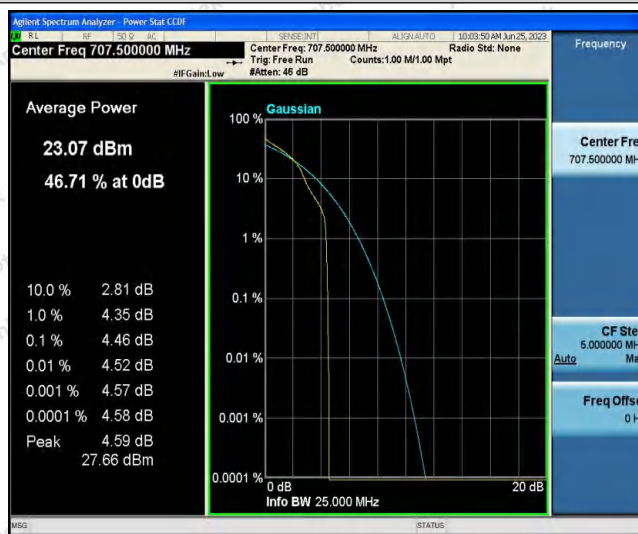 Agilent Spectrum Analyzer - Power Stat CCDF
RL RF 50 Ω AC SENSE:INT ALIGN AUTO 10:03:50 AM Jun 25, 2023
Center Freq 707.500000 MHz
Center Freq: 707.500000 MHz Radio Std: None
Trig: Free Run Counts:1.00 M/1.00 Mpt
#IFGain:Low #Atten: 46 dB
Frequency
Average Power
23.07 dBm
46.71 % at 0dB
10.0 % 2.81 dB
1.0 % 4.35 dB
0.1 % 4.46 dB
0.01 % 4.52 dB
0.001 % 4.57 dB
0.0001 % 4.58 dB
Peak 4.59 dB
27.66 dBm
Gaussian
100 %
10 %
1 %
0.1 %
0.01 %
0.001 %
0.0001 %
0 dB 20 dB
Info BW 25.000 MHz
Center Fre
707.500000 MH
CF Ste
5.000000 MH
Auto Ma
Freq Offs
0 H
MSG STATUS